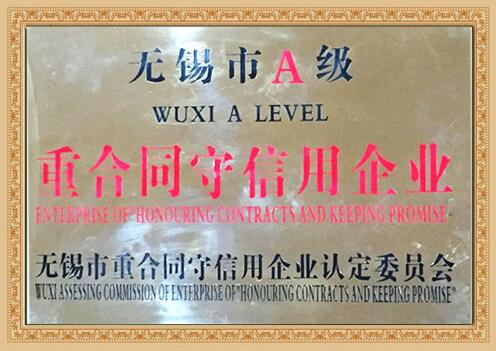 无锡市A级
WUXI A LEVEL
重合同守信用企业
ENTERPRISE OF "HONOURING CONTRACTS AND KEEPING PROMISE
无锡市重合同守信用企业认定委员会
WUXI ASSESSING COMMISSION OF ENTERPRISE OF "HONOURING CONTRACTS AND KEEPING PROMISE"